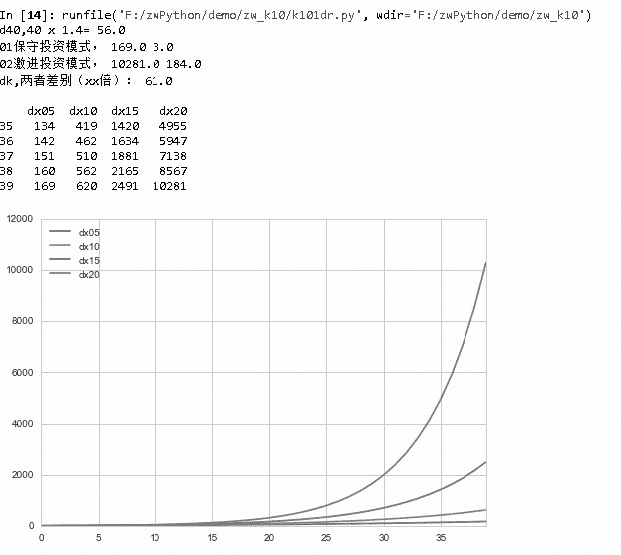 In [14]: runfile('F:/zwPython/demo/zw_k10/k101dr.py', wdir='F:/zwPython/demo/zw_k10')
d40,40 x 1.4= 56.0
01保守投资模式， 169.0 3.0
02激进投资模式， 10281.0 184.0
dk,两者差别（xx倍）： 61.0
dx05 dx10 dx15 dx20
35 134 419 1420 4955
36 142 462 1634 5947
37 151 510 1881 7138
38 160 562 2165 8567
39 169 620 2491 10281
12000
dx05
dx10
10000
dx15
dx20
8000
6000
4000
2000
0
0 5 10 15 20 25 30 35